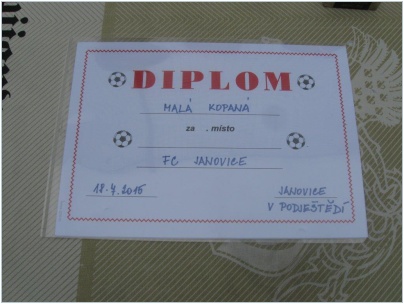 DIPLOM
MALÁ KOPANÁ
za . místo
FC JANOVICE
18.4.2015 JANOVICE
V PODJEŠTĚDÍ